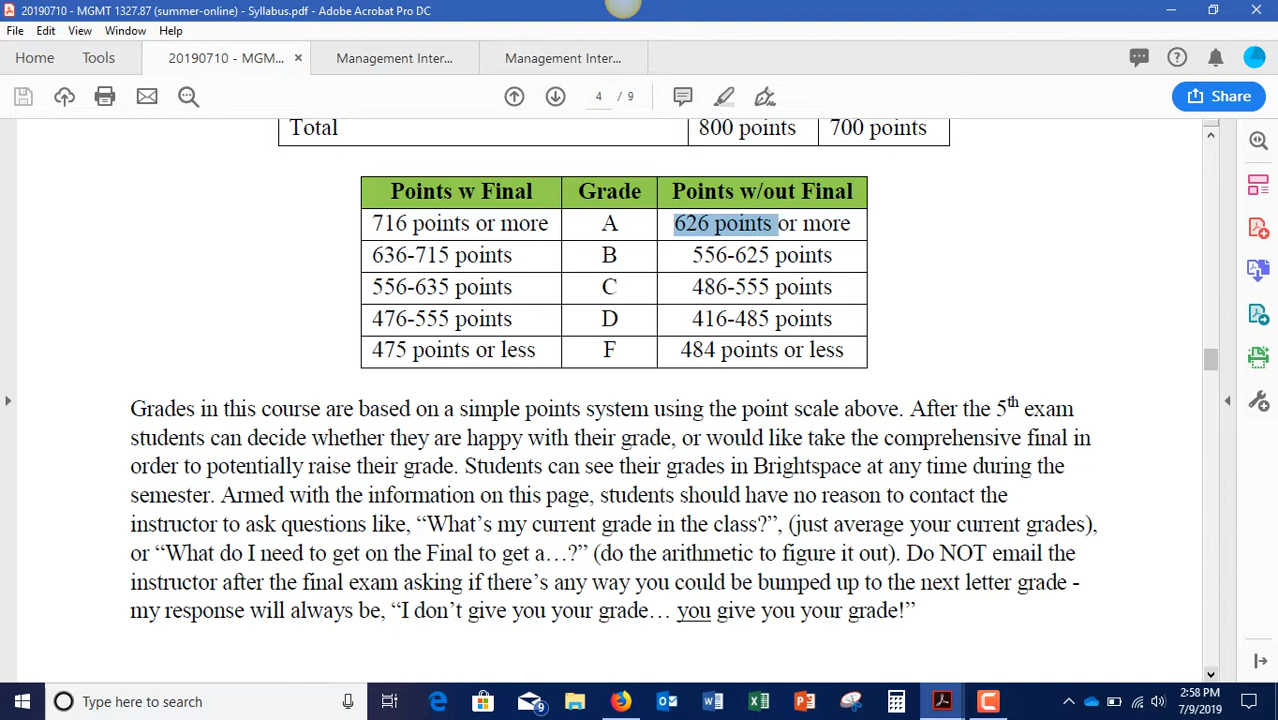 20190710 - MGMT 1327.87 (summer-online) - Syllabus.pdf - Adobe Acrobat Pro DC
File Edit View Window Help
Home Tools 20190710 - MGM... × Management Inter... Management Inter...
4 / 9 Share
Total 800 points 700 points
Points w Final Grade Points w/out Final
716 points or more A 626 points or more
636-715 points B 556-625 points
556-635 points C 486-555 points
476-555 points D 416-485 points
475 points or less F 484 points or less
Grades in this course are based on a simple points system using the point scale above. After the 5th exam
students can decide whether they are happy with their grade, or would like take the comprehensive final in
order to potentially raise their grade. Students can see their grades in Brightspace at any time during the
semester. Armed with the information on this page, students should have no reason to contact the
instructor to ask questions like, “What’s my current grade in the class?”, (just average your current grades),
or “What do I need to get on the Final to get a…?” (do the arithmetic to figure it out). Do NOT email the
instructor after the final exam asking if there’s any way you could be bumped up to the next letter grade -
my response will always be, “I don’t give you your grade… you give you your grade!”
Type here to search 9 2:58 PM
7/9/2019